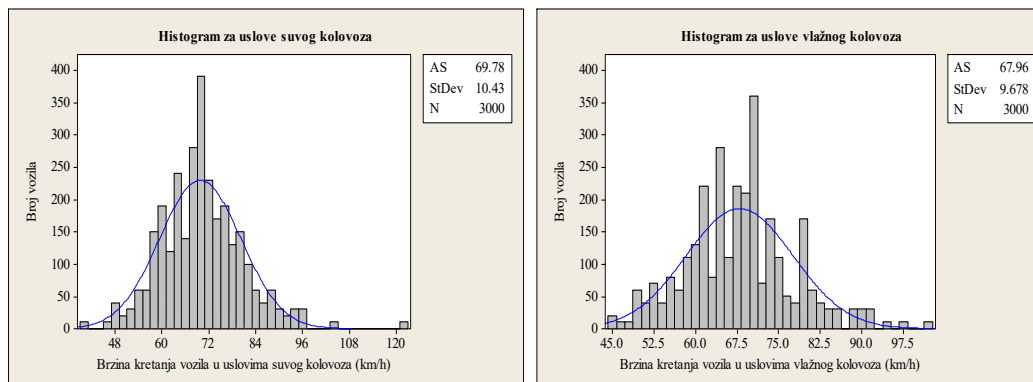 Histogram za uslove suvog kolovoza
AS 69.78
StDev 10.43
N 3000
400
350
300
250
200
150
100
50
0
Broj vozila
48 60 72 84 96 108 120
Brzina kretanja vozila u uslovima suvog kolovoza (km/h)
Histogram za uslove vlažnog kolovoza
AS 67.96
StDev 9.678
N 3000
400
350
300
250
200
150
100
50
0
Broj vozila
45.0 52.5 60.0 67.5 75.0 82.5 90.0 97.5
Brzina kretanja vozila u uslovima vlažnog kolovoza (km/h)